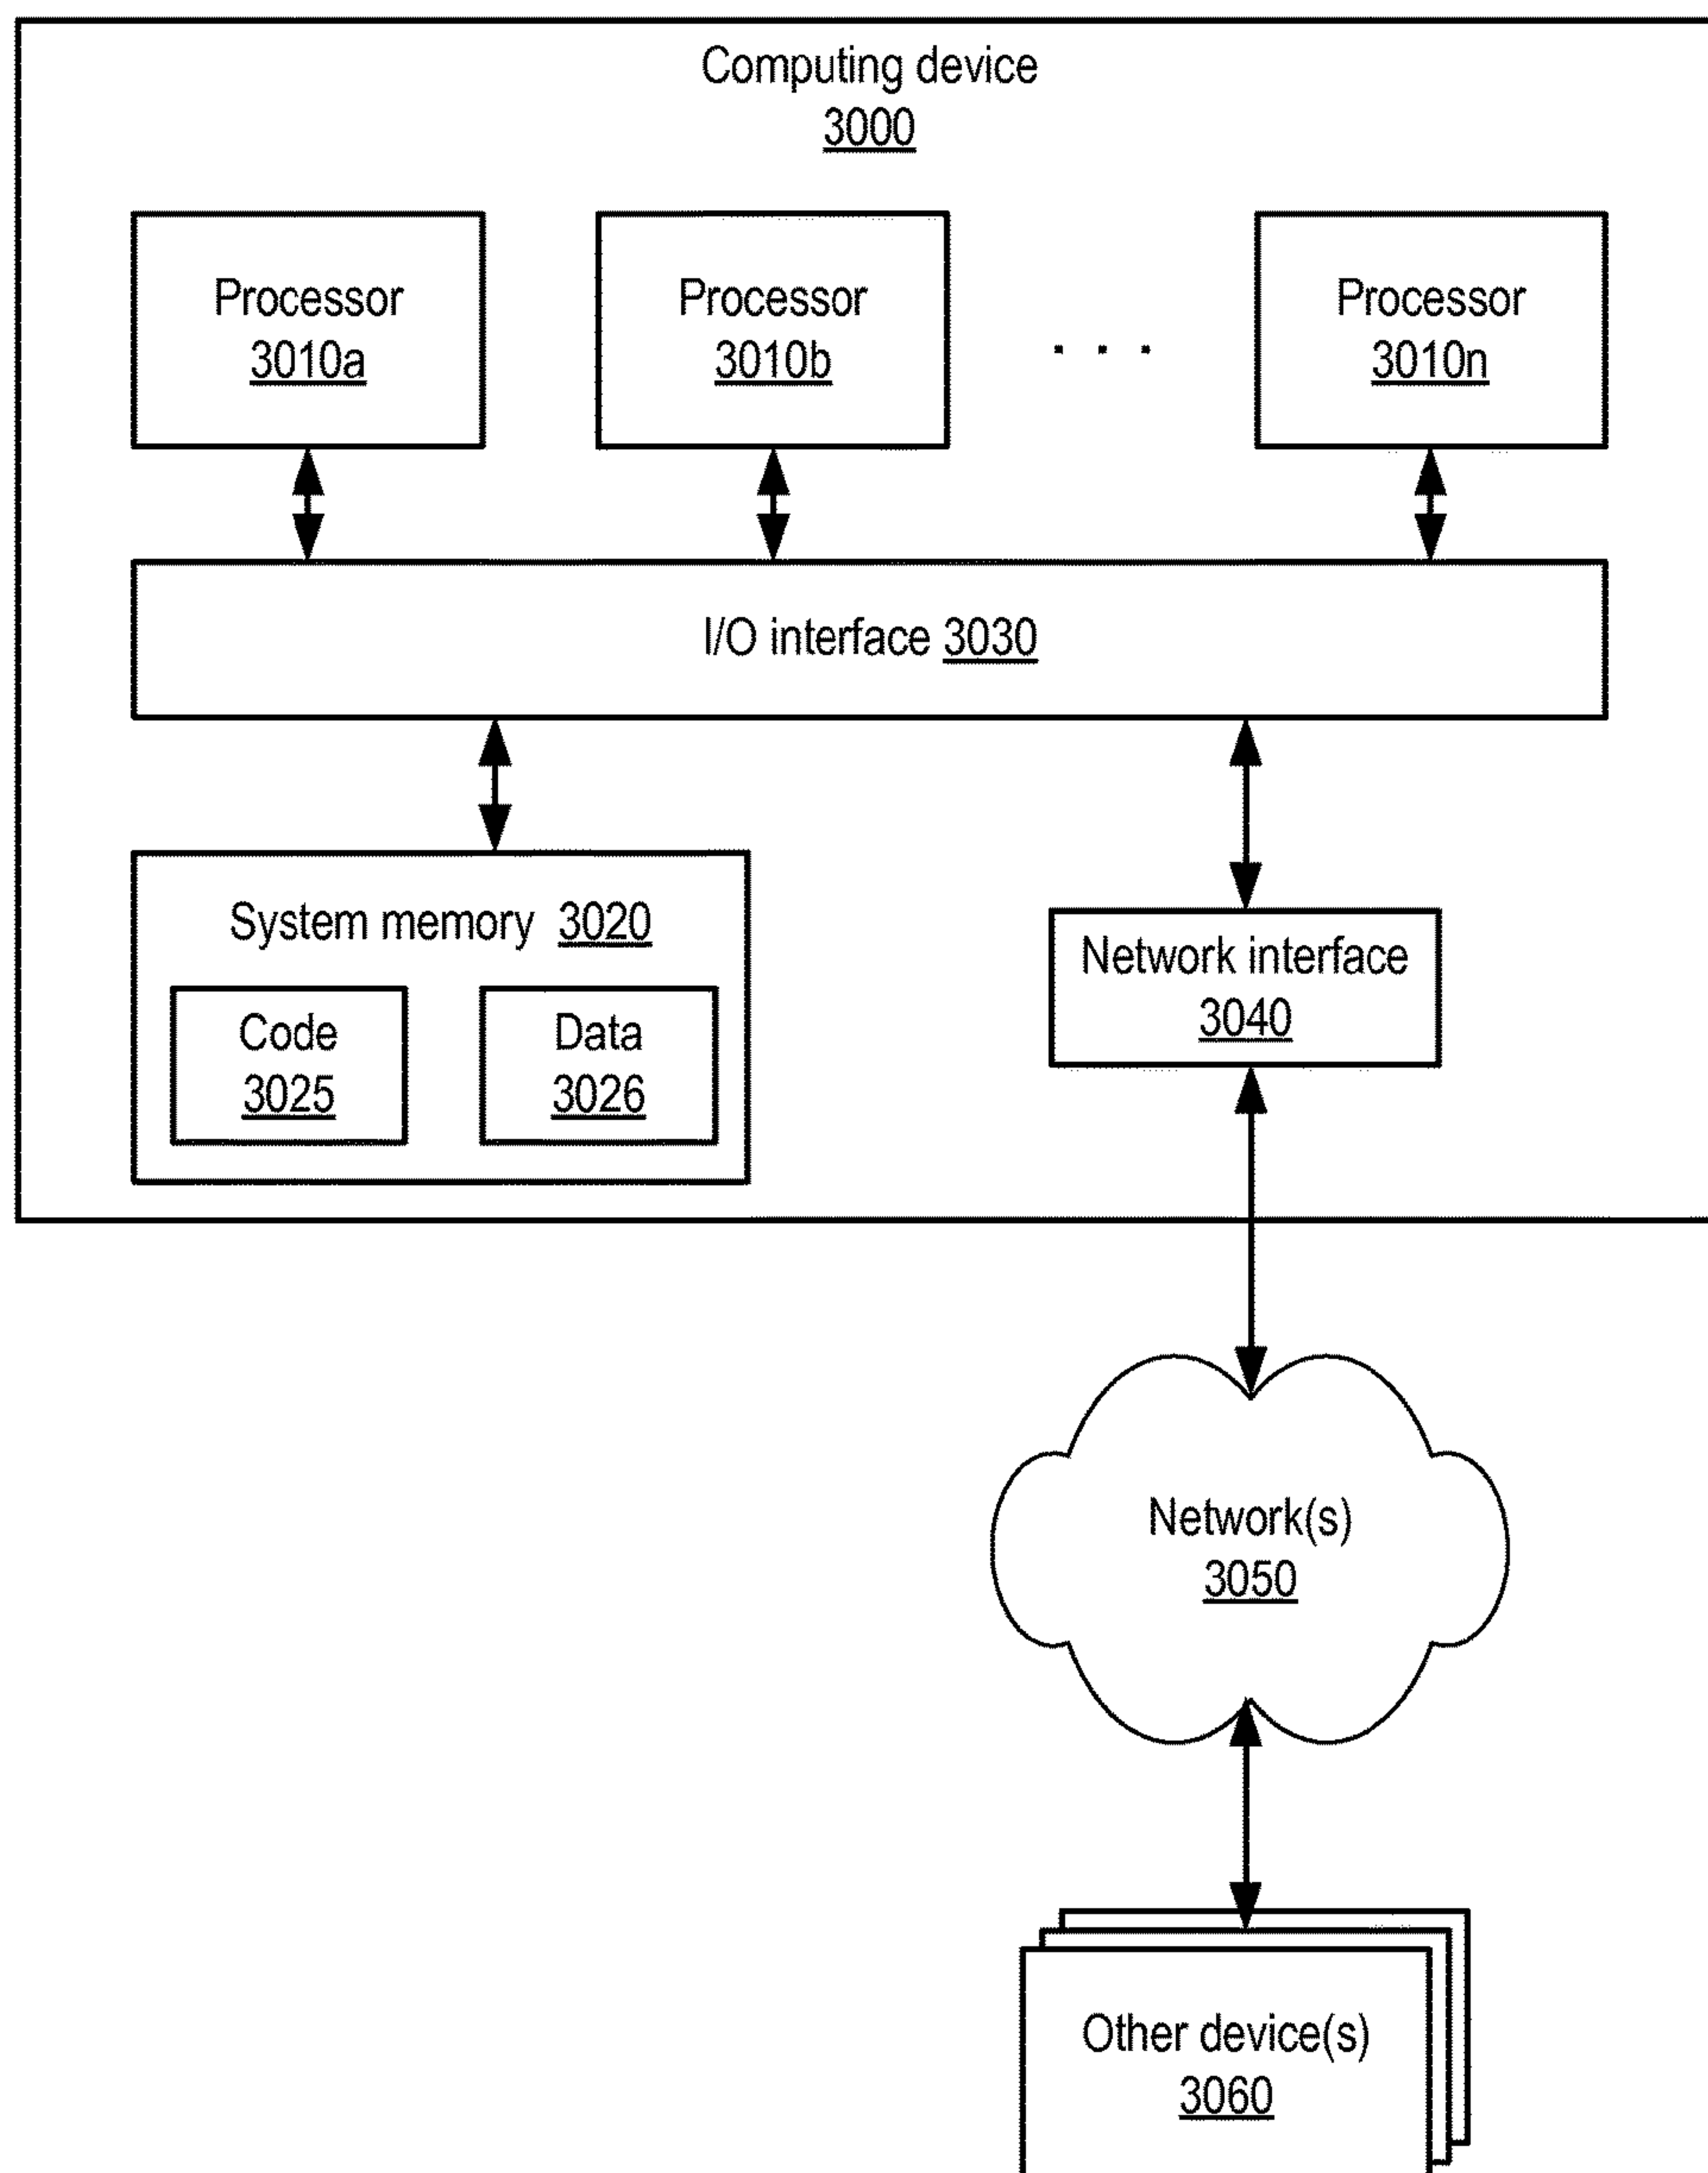 Computing device
3000
Processor
3010a
Processor
3010b
. . .
Processor
3010n
I/O interface 3030
System memory 3020
Code
3025
Data
3026
Network interface
3040
Network(s)
3050
Other device(s)
3060